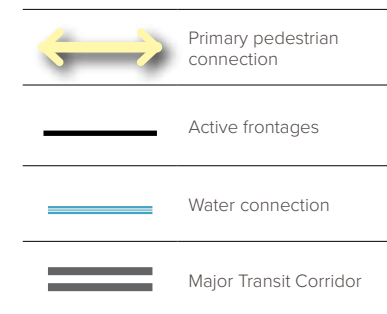 Primary pedestrian
connection
Active frontages
Water connection
Major Transit Corridor